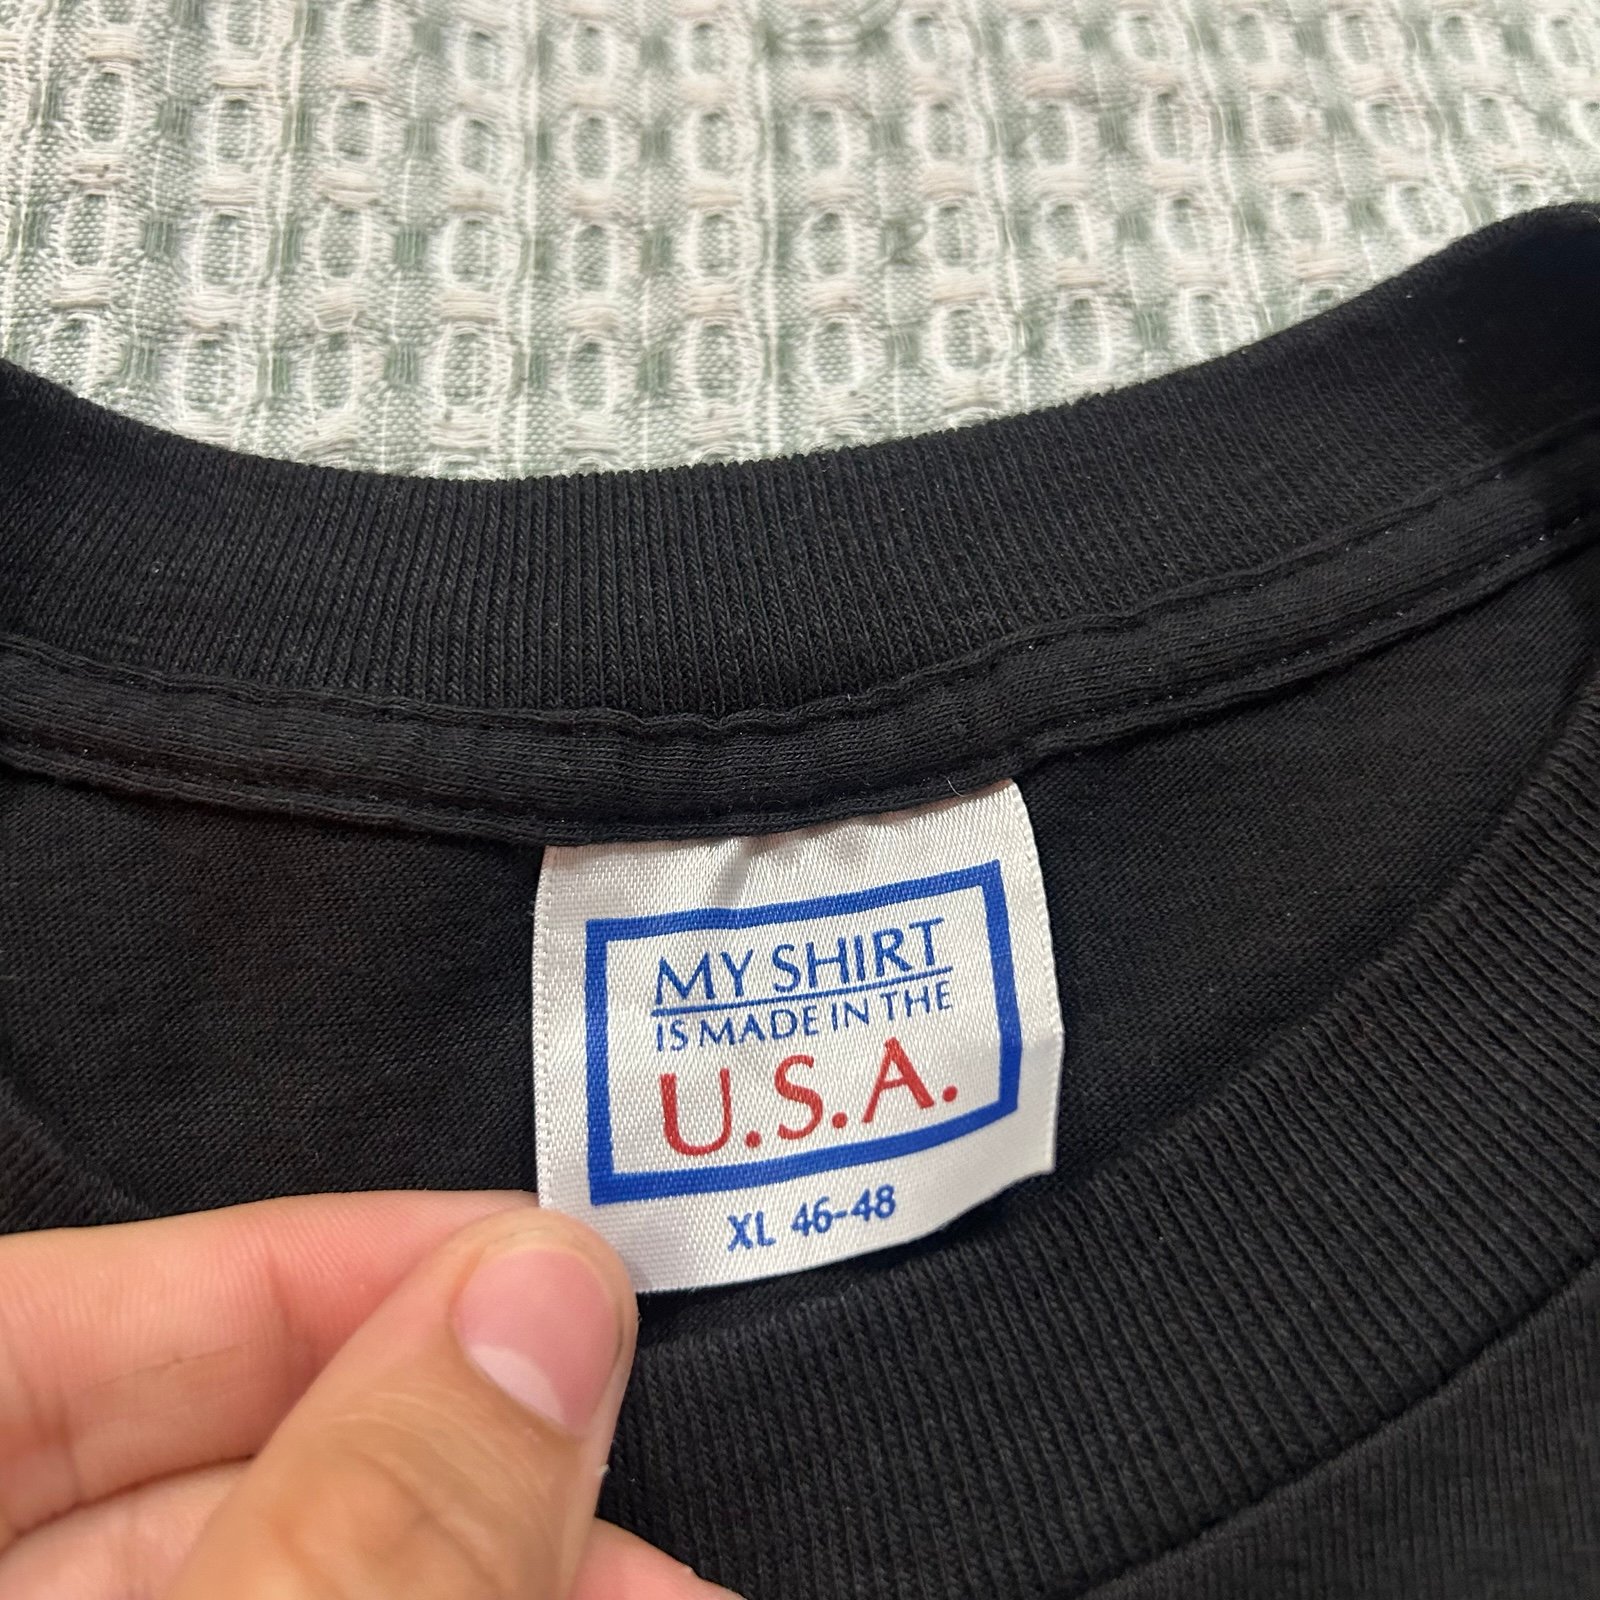 MY SHIRT
IS MADE IN THE
U.S.A.
XL 46-48